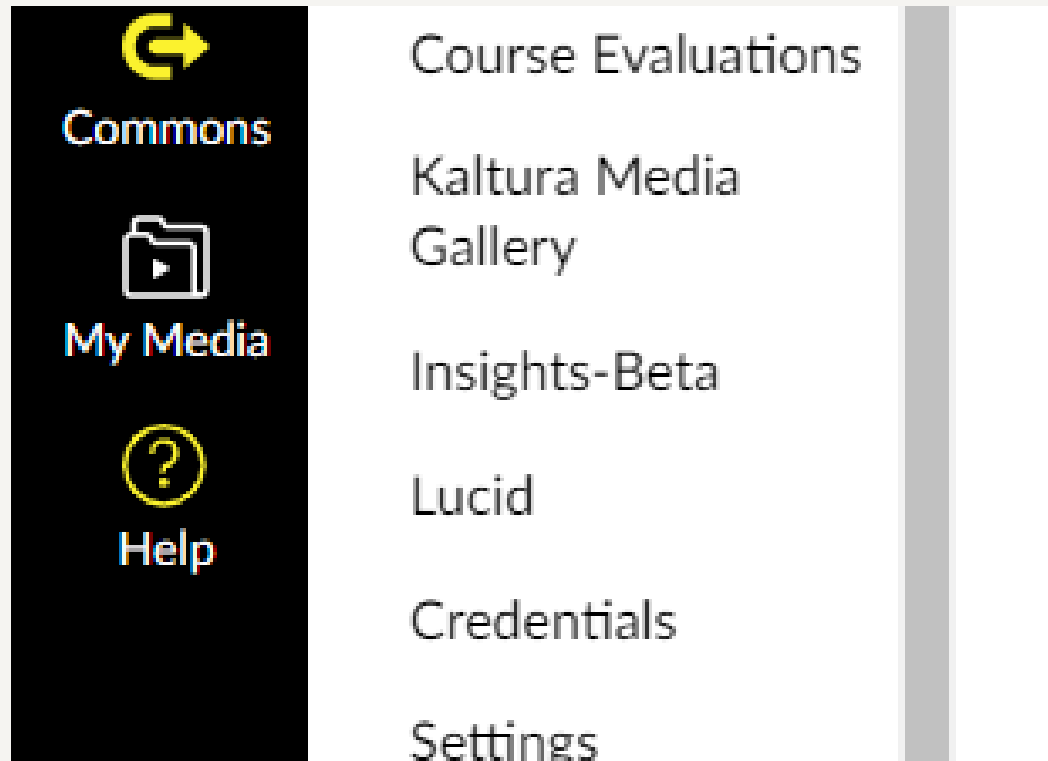 Commons
My Media
Help
Course Evaluations
Kaltura Media
Gallery
Insights-Beta
Lucid
Credentials
Settings